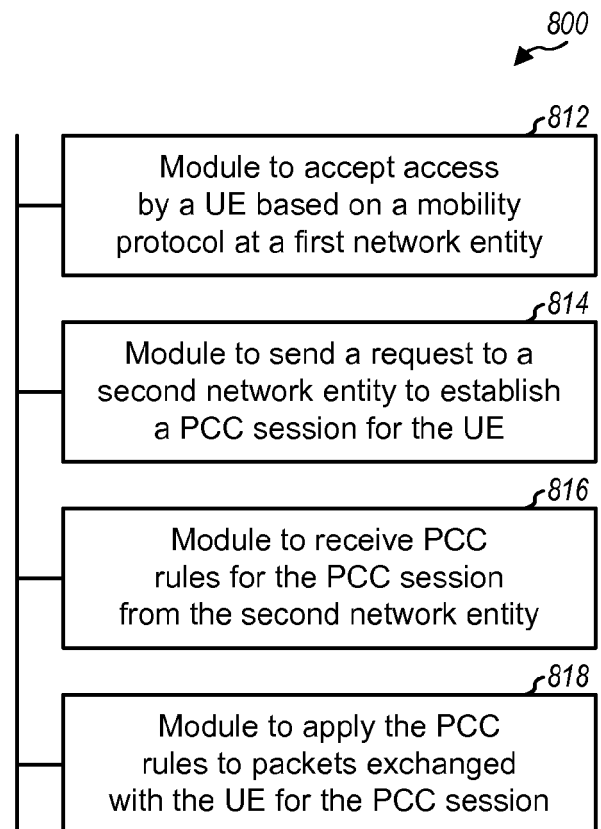 800
812
Module to accept access
by a UE based on a mobility
protocol at a first network entity
814
Module to send a request to a
second network entity to establish
a PCC session for the UE
816
Module to receive PCC
rules for the PCC session
from the second network entity
818
Module to apply the PCC
rules to packets exchanged
with the UE for the PCC session